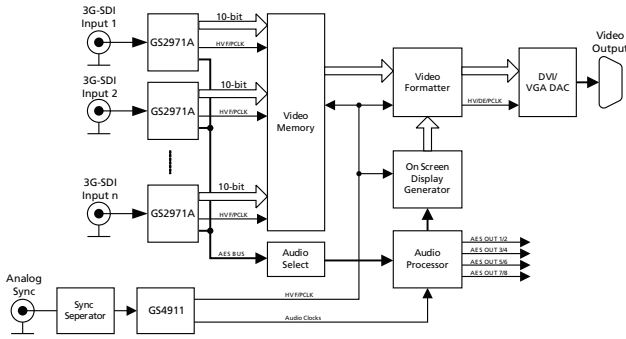 3G-SDI
Input 1
GS2971A
10-bit
HVF/PCLK
3G-SDI
Input 2
GS2971A
10-bit
HVF/PCLK
3G-SDI
Input n
GS2971A
10-bit
HVF/PCLK
Video
Memory
Video
Formatter
HV/DE/PCLK
DVI/
VGA DAC
Video
Output
On Screen
Display
Generator
AES BUS
Audio
Select
Audio
Processor
AES OUT 1/2
AES OUT 3/4
AES OUT 5/6
AES OUT 7/8
Analog
Sync
Sync
Seperator
GS4911
HVF/PCLK
Audio Clocks